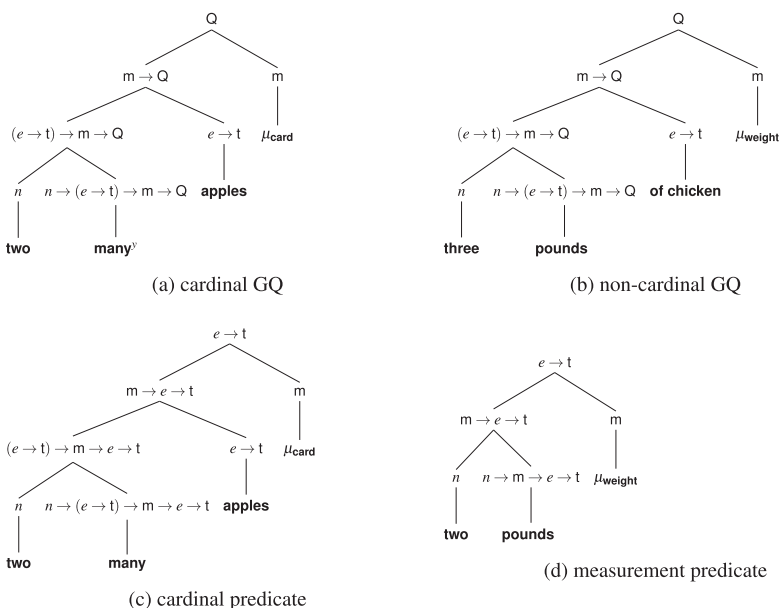 Q
m → Q m
(e → t) → m → Q e → t μcard
n n → (e → t) → m → Q apples
two manyʸ
(a) cardinal GQ
Q
m → Q m
(e → t) → m → Q e → t μweight
n n → (e → t) → m → Q of chicken
three pounds
(b) non-cardinal GQ
e → t
m → e → t m
(e → t) → m → e → t e → t μcard
n n → (e → t) → m → e → t apples
two many
(c) cardinal predicate
e → t
m → e → t m
n n → m → e → t μweight
two pounds
(d) measurement predicate